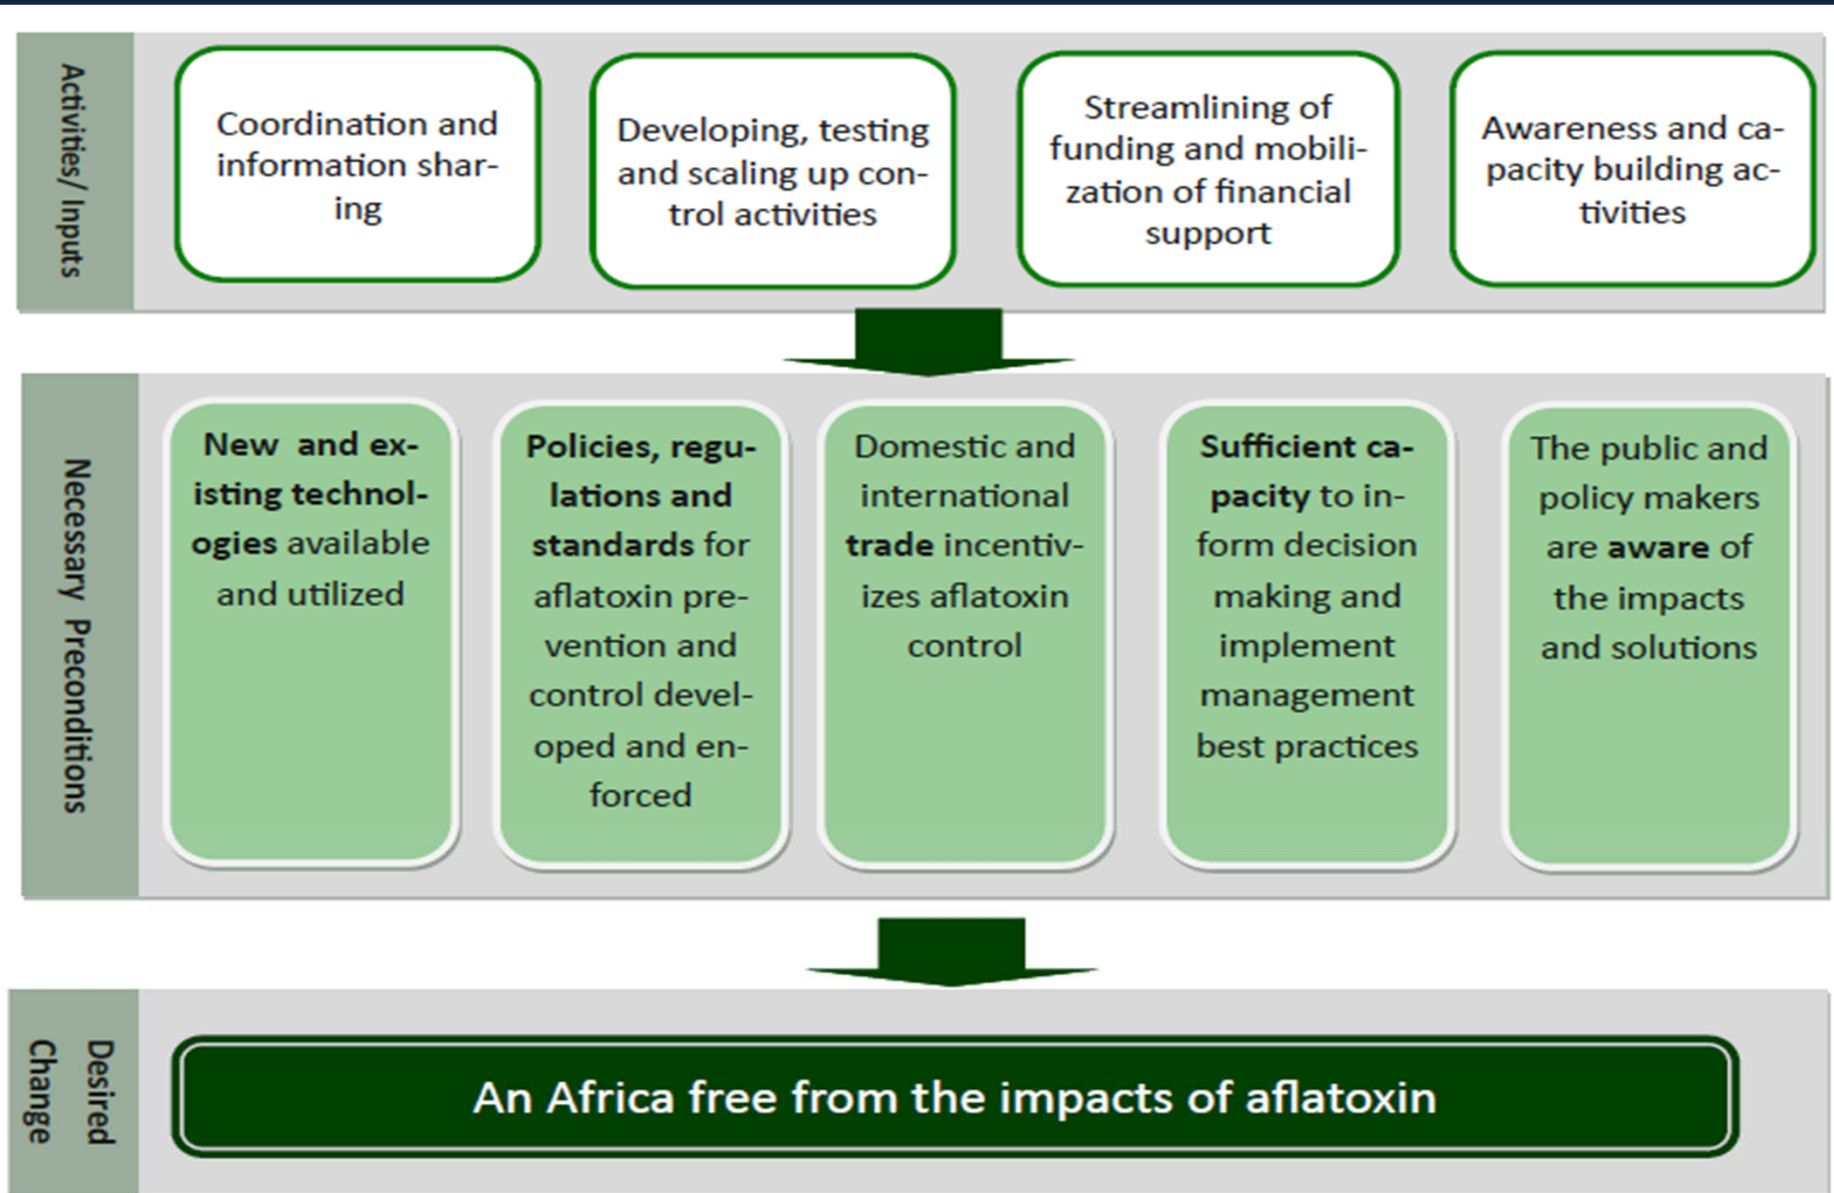 Activities/ Inputs
Coordination and
information shar-
ing
Developing, testing
and scaling up con-
trol activities
Streamlining of
funding and mobili-
zation of financial
support
Awareness and ca-
pacity building ac-
tivities
Necessary Preconditions
New and ex-
isting technol-
ogies available
and utilized
Policies, regu-
lations and
standards for
aflatoxin pre-
vention and
control devel-
oped and en-
forced
Domestic and
international
trade incentiv-
izes aflatoxin
control
Sufficient ca-
pacity to in-
form decision
making and
implement
management
best practices
The public and
policy makers
are aware of
the impacts
and solutions
Desired
Change
An Africa free from the impacts of aflatoxin